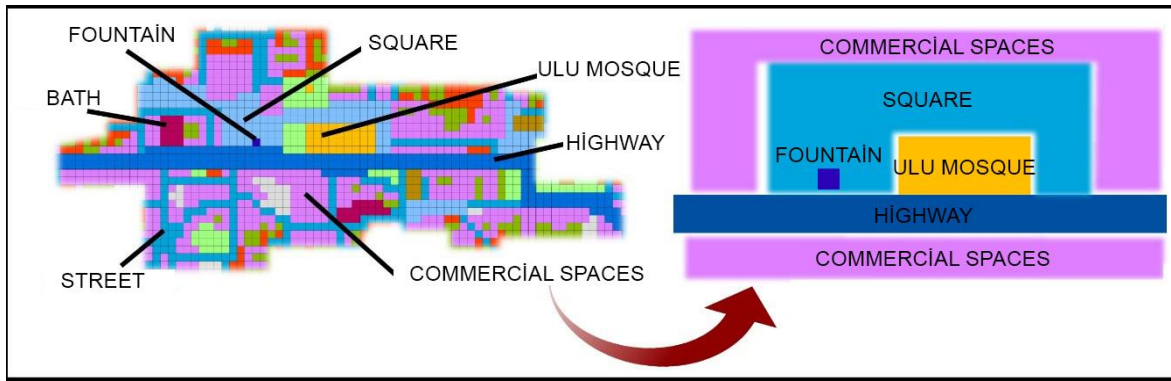 FOUNTAİN
SQUARE
ULU MOSQUE
BATH
HİGHWAY
STREET
COMMERCİAL SPACES
COMMERCİAL SPACES
SQUARE
FOUNTAİN
ULU MOSQUE
HİGHWAY
COMMERCİAL SPACES